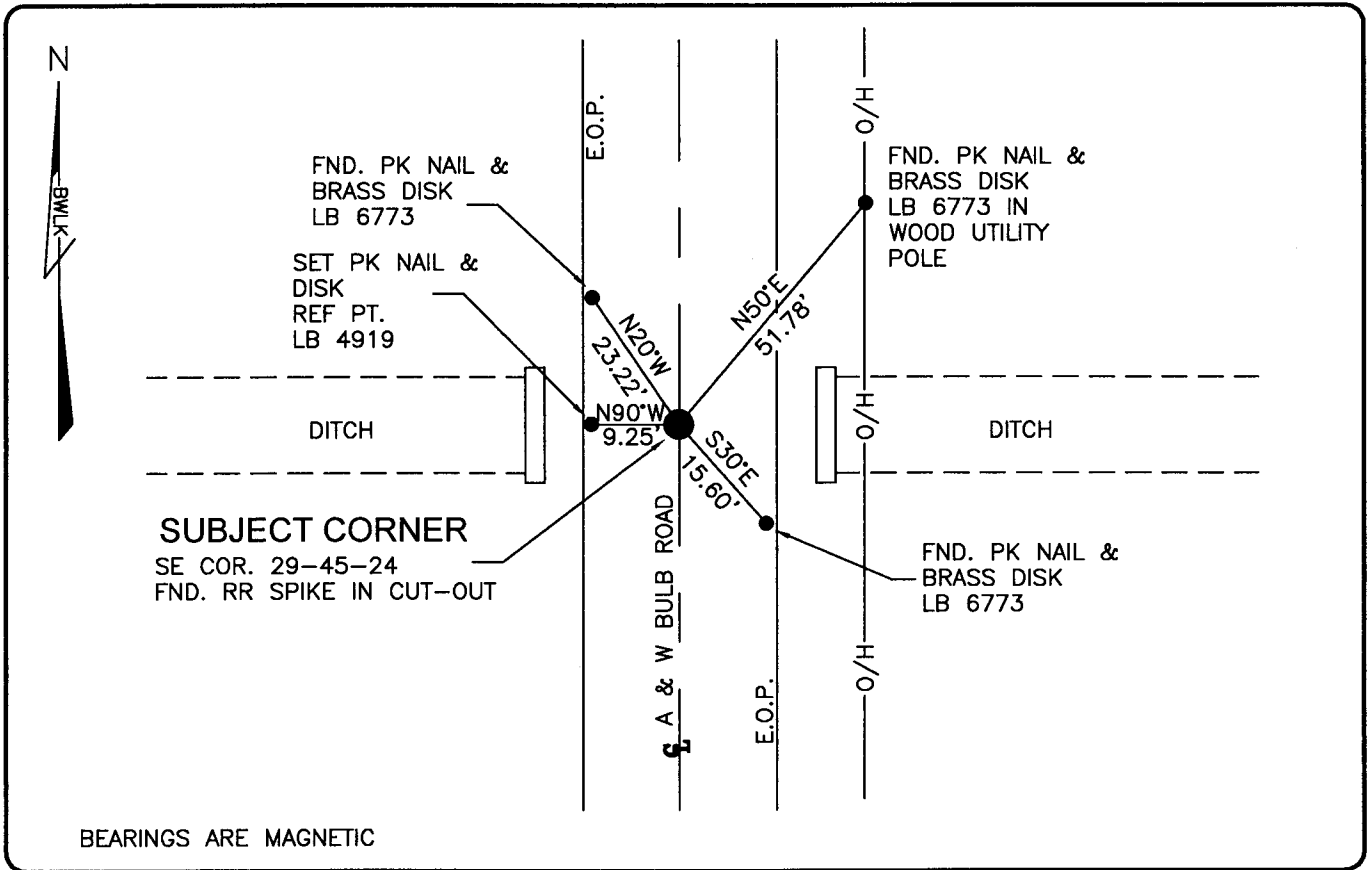 N
BWLK
E.O.P.
H/O
FND. PK NAIL &
BRASS DISK
LB 6773
FND. PK NAIL &
BRASS DISK
LB 6773 IN
WOOD UTILITY
POLE
SET PK NAIL &
DISK
REF PT.
LB 4919
N20°W
23.22'
N50°E
51.78'
DITCH
N90°W
9.25'
S30°E
15.60'
H/O
DITCH
SUBJECT CORNER
SE COR. 29-45-24
FND. RR SPIKE IN CUT-OUT
CL A & W BULB ROAD
FND. PK NAIL &
BRASS DISK
LB 6773
E.O.P.
H/O
BEARINGS ARE MAGNETIC